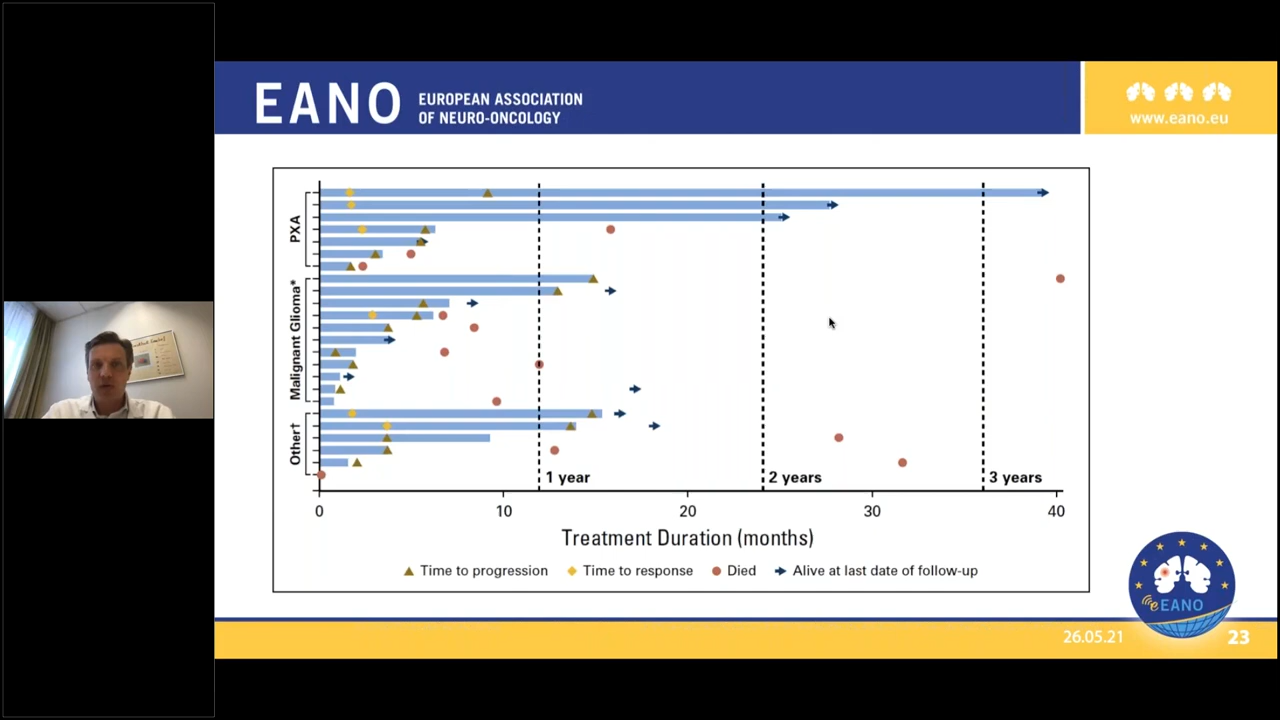 EANO
EUROPEAN ASSOCIATION
OF NEURO-ONCOLOGY
www.eano.eu
PXA
Malignant Glioma*
Other†
1 year
2 years
3 years
0
10
20
30
40
Treatment Duration (months)
Time to progression
Time to response
Died
Alive at last date of follow-up
eEANO
26.05.21
23